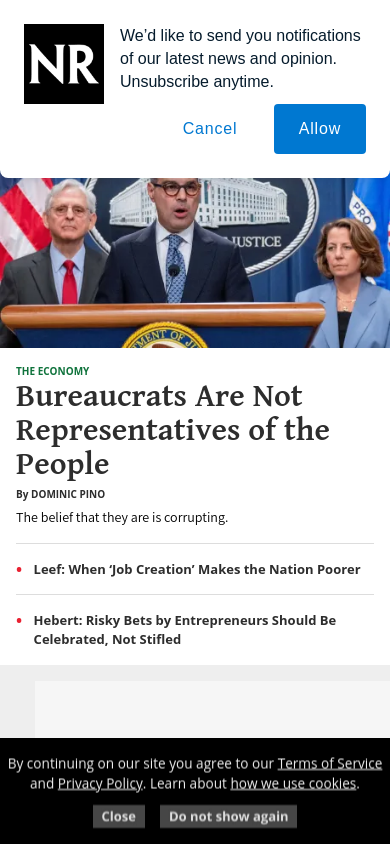 NR
We’d like to send you notifications
of our latest news and opinion.
Unsubscribe anytime.
Cancel
Allow
JUSTICE
PRO
THE ECONOMY
Bureaucrats Are Not
Representatives of the
People
By DOMINIC PINO
The belief that they are is corrupting.
• Leef: When ‘Job Creation’ Makes the Nation Poorer
• Hebert: Risky Bets by Entrepreneurs Should Be
Celebrated, Not Stifled
By continuing on our site you agree to our Terms of Service
and Privacy Policy. Learn about how we use cookies.
Close
Do not show again